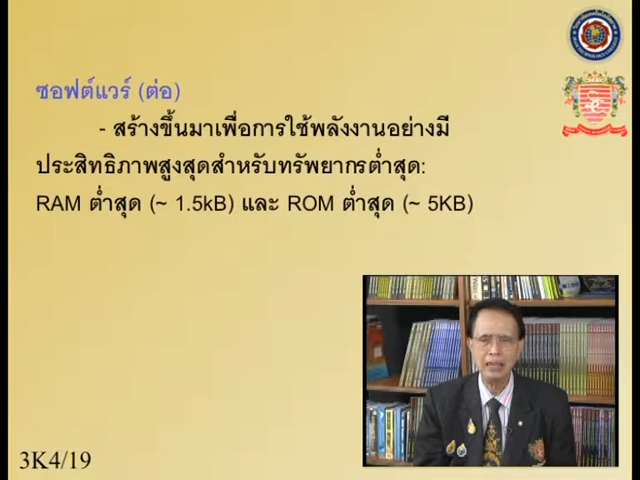 ซอฟต์แวร์ (ต่อ)
- สร้างขึ้นมาเพื่อการใช้พลังงานอย่างมี
ประสิทธิภาพสูงสุดสำหรับทรัพยากรต่ำสุด:
RAM ต่ำสุด (~ 1.5kB) และ ROM ต่ำสุด (~ 5KB)
3K4/19